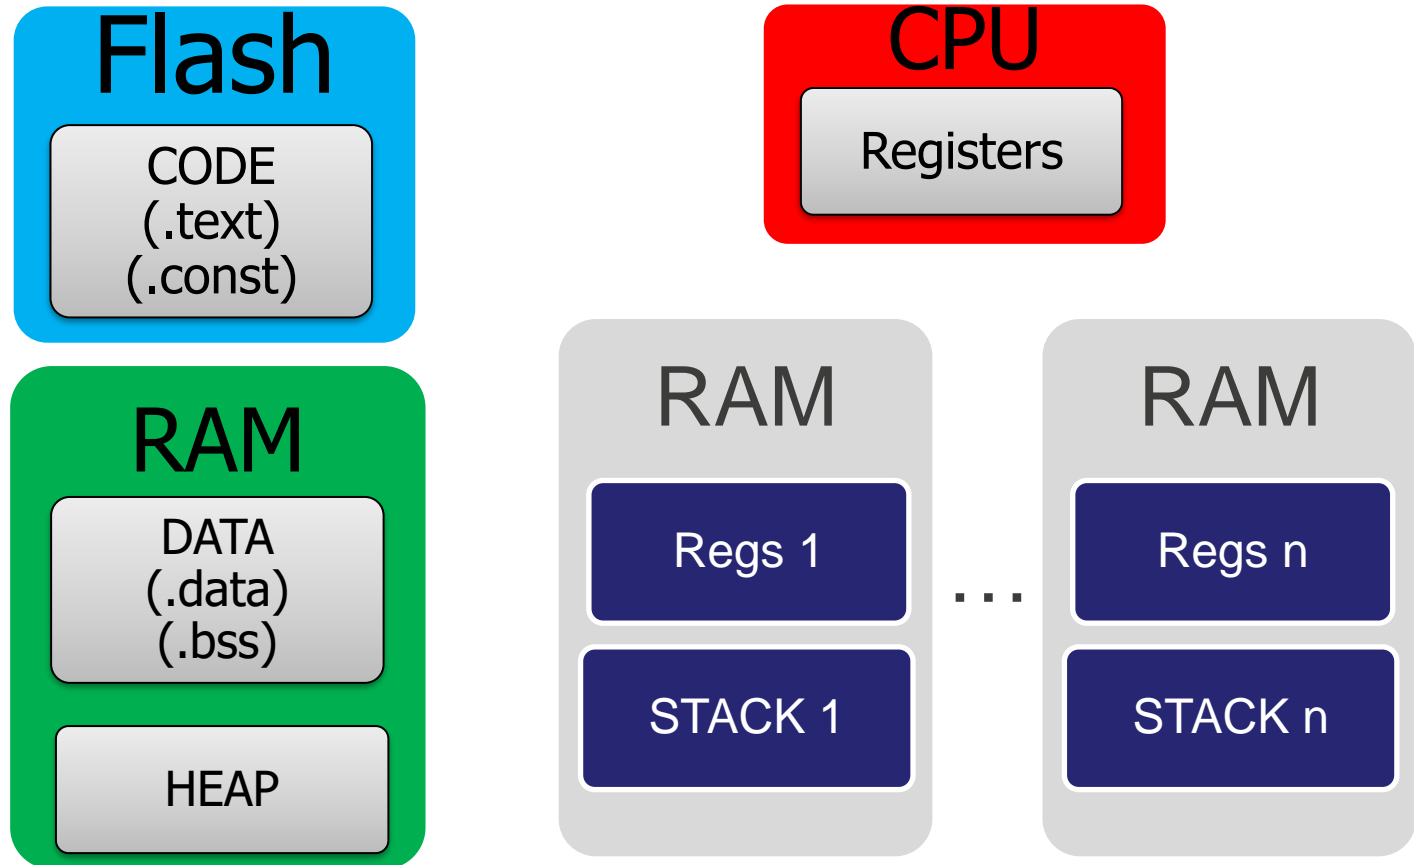 Flash
CODE
(.text)
(.const)
CPU
Registers
RAM
DATA
(.data)
(.bss)
HEAP
RAM
Regs 1
STACK 1
...
RAM
Regs n
STACK n